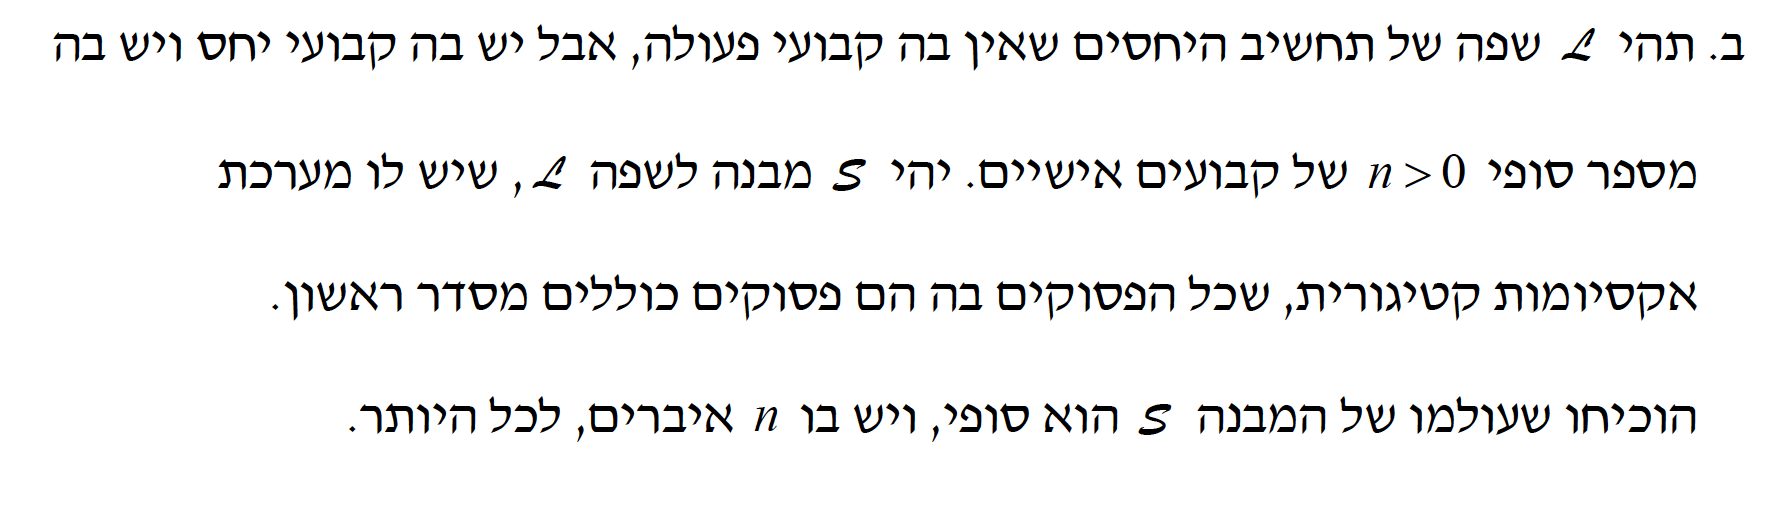 ב. תהי ℒ שפה של תחשיב היחסים שאין בה קבועי פעולה, אבל יש בה קבועי יחס ויש בה
מספר סופי n > 0 של קבועים אישיים. יהי 𝒮 מבנה לשפה ℒ, שיש לו מערכת
אקסיומות קטיגורית, שכל הפסוקים בה הם פסוקים כוללים מסדר ראשון.
הוכיחו שעולמו של המבנה 𝒮 הוא סופי, ויש בו n איברים, לכל היותר.